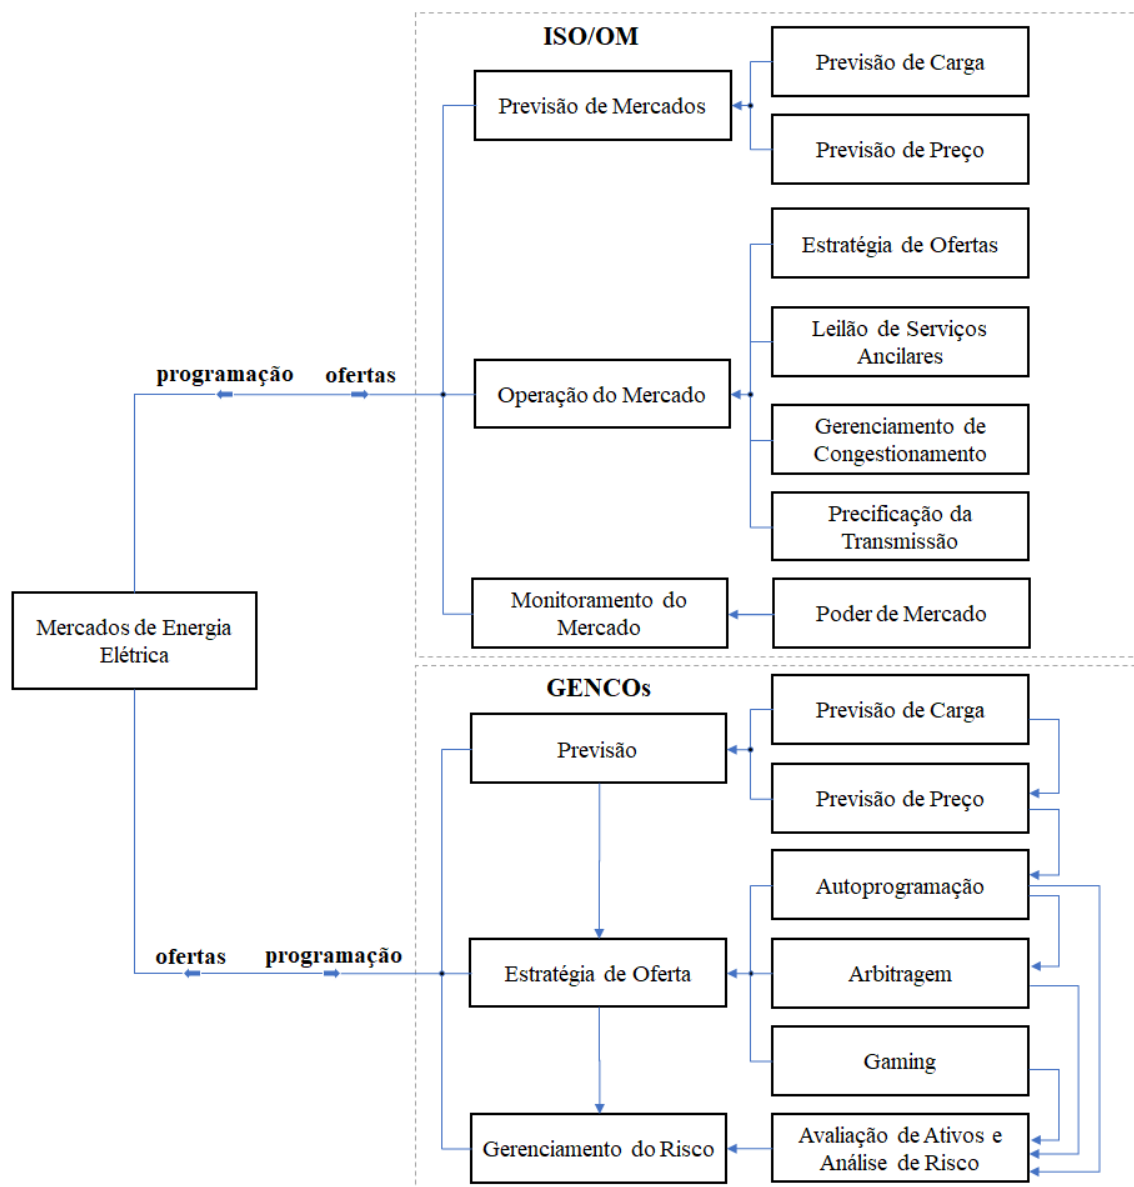 ISO/OM
Previsão de Carga
Previsão de Mercados
Previsão de Preço
Estratégia de Ofertas
Leilão de Serviços
Ancilares
programação
ofertas
Operação do Mercado
Gerenciamento de
Congestionamento
Precificação da
Transmissão
Monitoramento do
Mercado
Poder de Mercado
Mercados de Energia
Elétrica
GENCOs
Previsão de Carga
Previsão
Previsão de Preço
Autoprogramação
ofertas
programação
Estratégia de Oferta
Arbitragem
Gaming
Gerenciamento do Risco
Avaliação de Ativos e
Análise de Risco